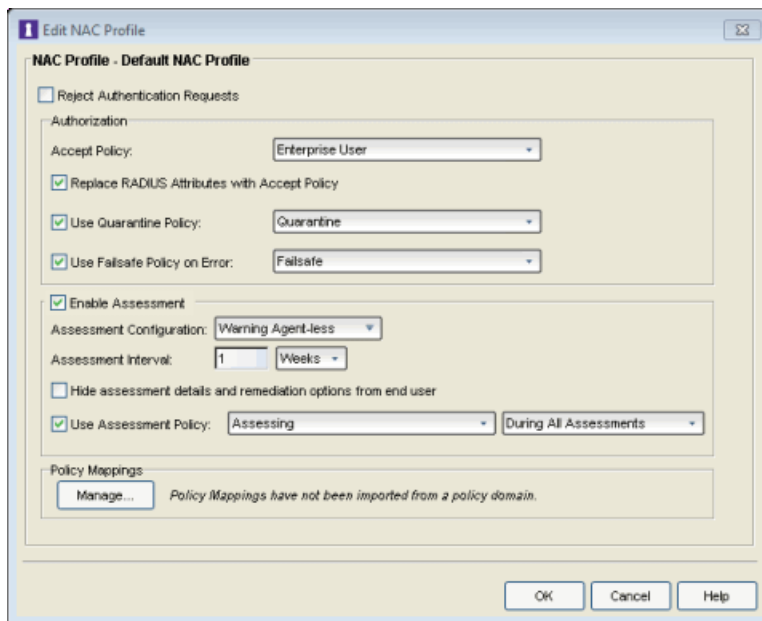 Edit NAC Profile
NAC Profile - Default NAC Profile
Reject Authentication Requests
Authorization
Accept Policy: Enterprise User
Replace RADIUS Attributes with Accept Policy
Use Quarantine Policy: Quarantine
Use Failsafe Policy on Error: Failsafe
Enable Assessment
Assessment Configuration: Warning Agent-less
Assessment Interval: 1 Weeks
Hide assessment details and remediation options from end user
Use Assessment Policy: Assessing During All Assessments
Policy Mappings
Manage... Policy Mappings have not been imported from a policy domain.
OK Cancel Help